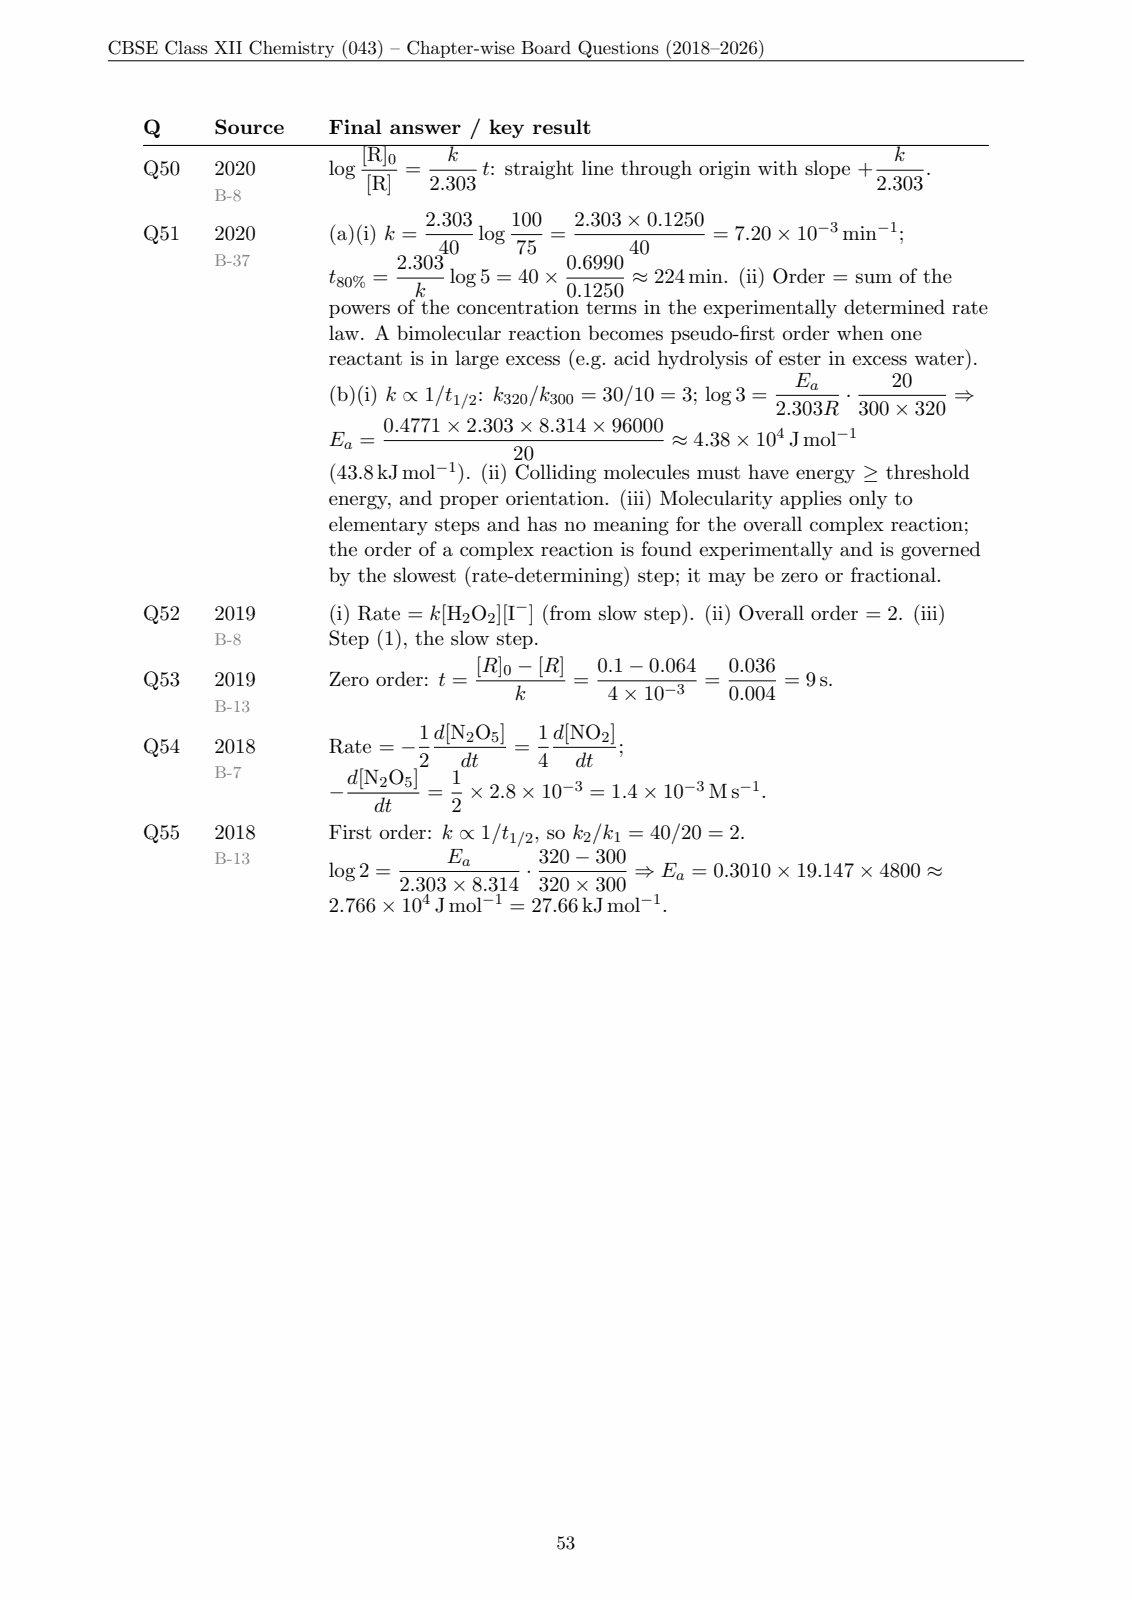 CBSE Class XII Chemistry (043) – Chapter-wise Board Questions (2018–2026)
Q Source Final answer / key result
Q50 2020 log [R]₀/[R] = k/2.303 t: straight line through origin with slope + k/2.303.
B-8
Q51 2020 (a)(i) k = 2.303/40 log 100/75 = (2.303 × 0.1250)/40 = 7.20 × 10⁻³ min⁻¹;
B-37
t₈₀% = 2.303/k log 5 = 40 × 0.6990/0.1250 ≈ 224 min. (ii) Order = sum of the
powers of the concentration terms in the experimentally determined rate
law. A bimolecular reaction becomes pseudo-first order when one
reactant is in large excess (e.g. acid hydrolysis of ester in excess water).
(b)(i) k ∝ 1/t₁/₂: k₃₂₀/k₃₀₀ = 30/10 = 3; log 3 = Eₐ/2.303R · 20/(300 × 320) ⇒
Eₐ = (0.4771 × 2.303 × 8.314 × 96000)/20 ≈ 4.38 × 10⁴ J mol⁻¹
(43.8 kJ mol⁻¹). (ii) Colliding molecules must have energy ≥ threshold
energy, and proper orientation. (iii) Molecularity applies only to
elementary steps and has no meaning for the overall complex reaction;
the order of a complex reaction is found experimentally and is governed
by the slowest (rate-determining) step; it may be zero or fractional.
Q52 2019 (i) Rate = k[H₂O₂][I⁻] (from slow step). (ii) Overall order = 2. (iii)
B-8 Step (1), the slow step.
Q53 2019 Zero order: t = ([R]₀ − [R])/k = (0.1 − 0.064)/(4 × 10⁻³) = 0.036/0.004 = 9 s.
B-13
Q54 2018 Rate = −1/2 d[N₂O₅]/dt = 1/4 d[NO₂]/dt;
B-7
−d[N₂O₅]/dt = 1/2 × 2.8 × 10⁻³ = 1.4 × 10⁻³ M s⁻¹.
Q55 2018 First order: k ∝ 1/t₁/₂, so k₂/k₁ = 40/20 = 2.
B-13
log 2 = Eₐ/(2.303 × 8.314) · (320 − 300)/(320 × 300) ⇒ Eₐ = 0.3010 × 19.147 × 4800 ≈
2.766 × 10⁴ J mol⁻¹ = 27.66 kJ mol⁻¹.
53